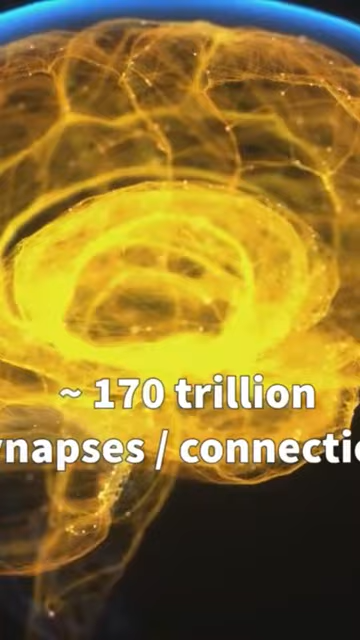 ~ 170 trillion
ynapses / connectio